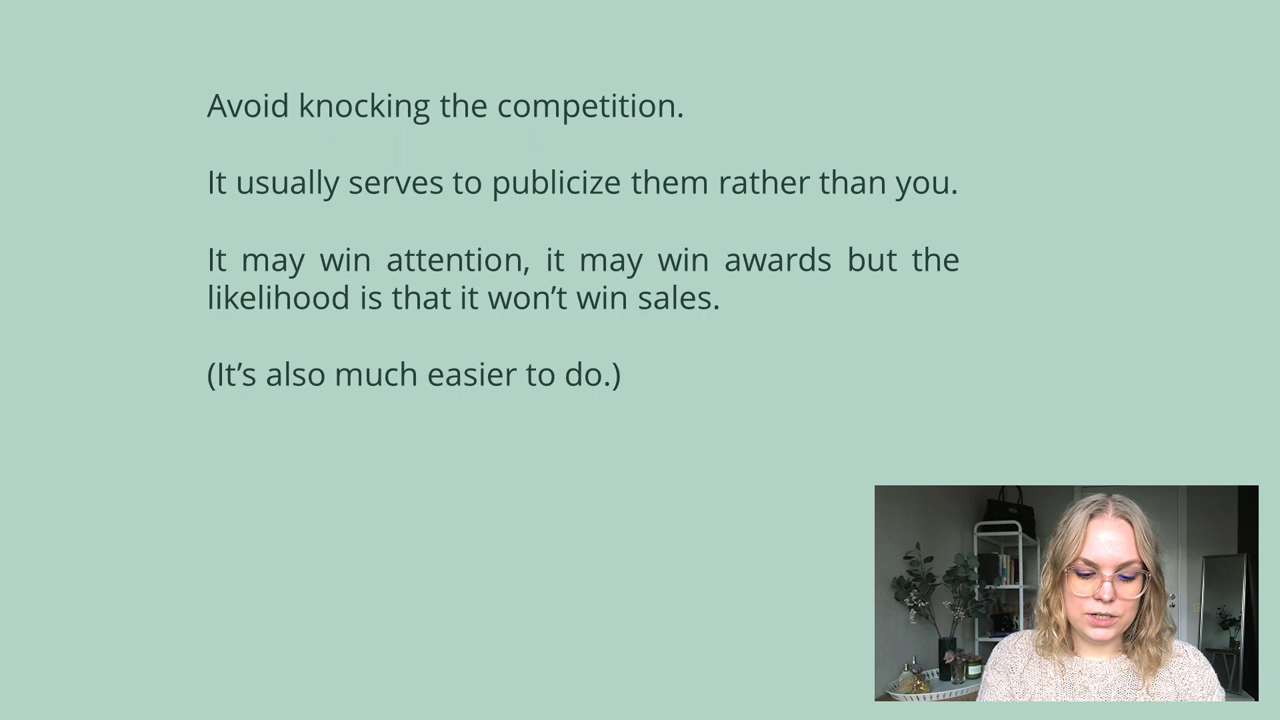 Avoid knocking the competition.
It usually serves to publicize them rather than you.
It may win attention, it may win awards but the
likelihood is that it won’t win sales.
(It’s also much easier to do.)